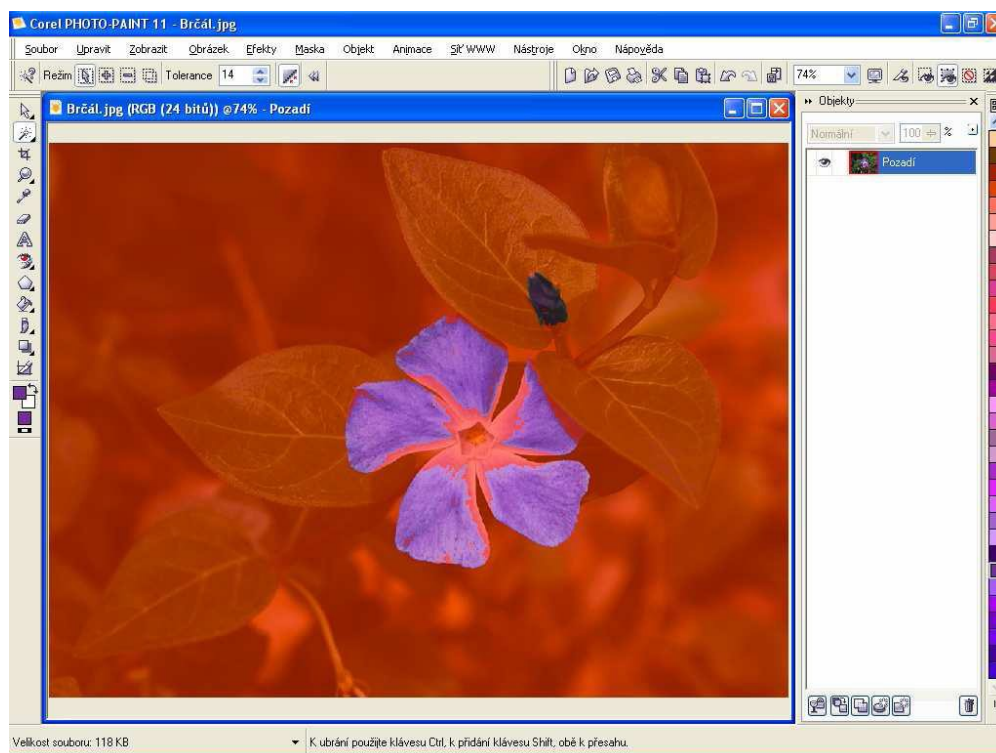 Corel PHOTO-PAINT 11 - Brčál.jpg
Soubor Upravit Zobrazit Obrázek Efekty Maska Objekt Animace Síť WWW Nástroje Okno Nápověda
Režim Tolerance 14 74%
Brčál.jpg (RGB (24 bitů)) @74% - Pozadí
Objekty
Normální 100 %
Pozadí
Velikost souboru: 118 KB K ubrání použijte klávesu Ctrl, k přidání klávesu Shift, obě k přesahu.